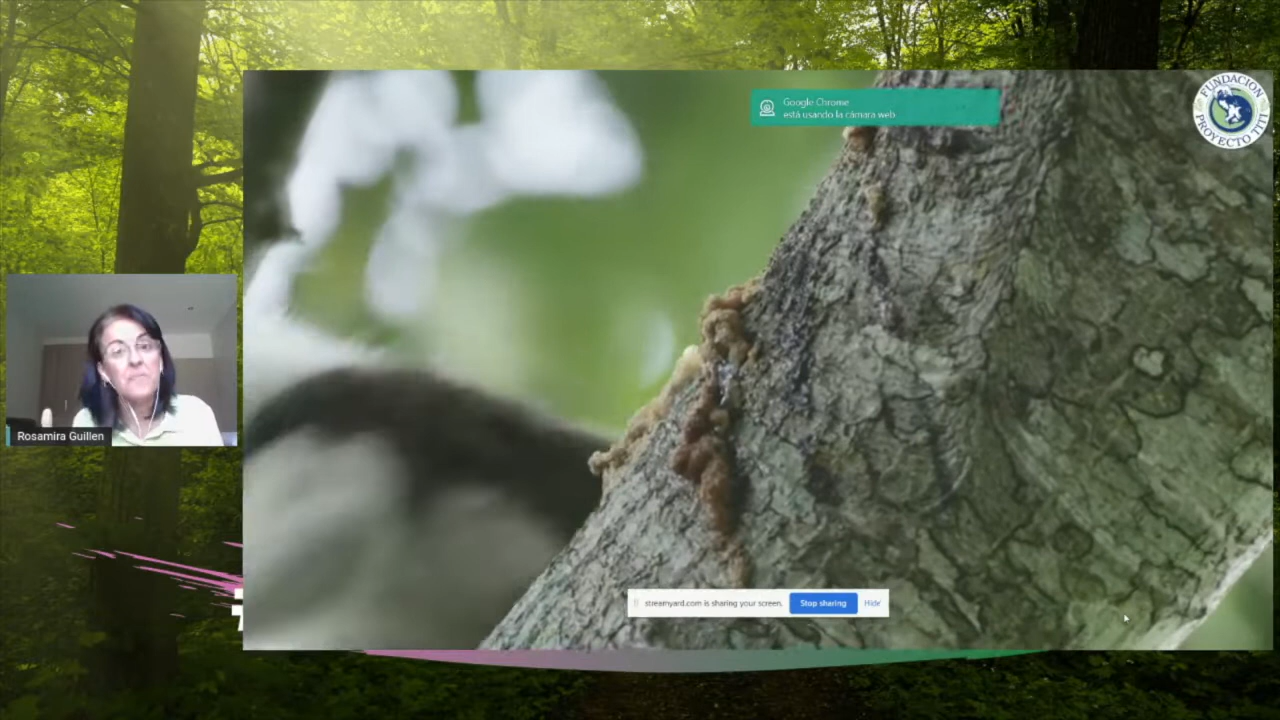 Google Chrome
está usando la cámara web
FUNDACIÓN
PROYECTO TITÍ
Rosamira Guillen
streamyard.com is sharing your screen.
Stop sharing
Hide